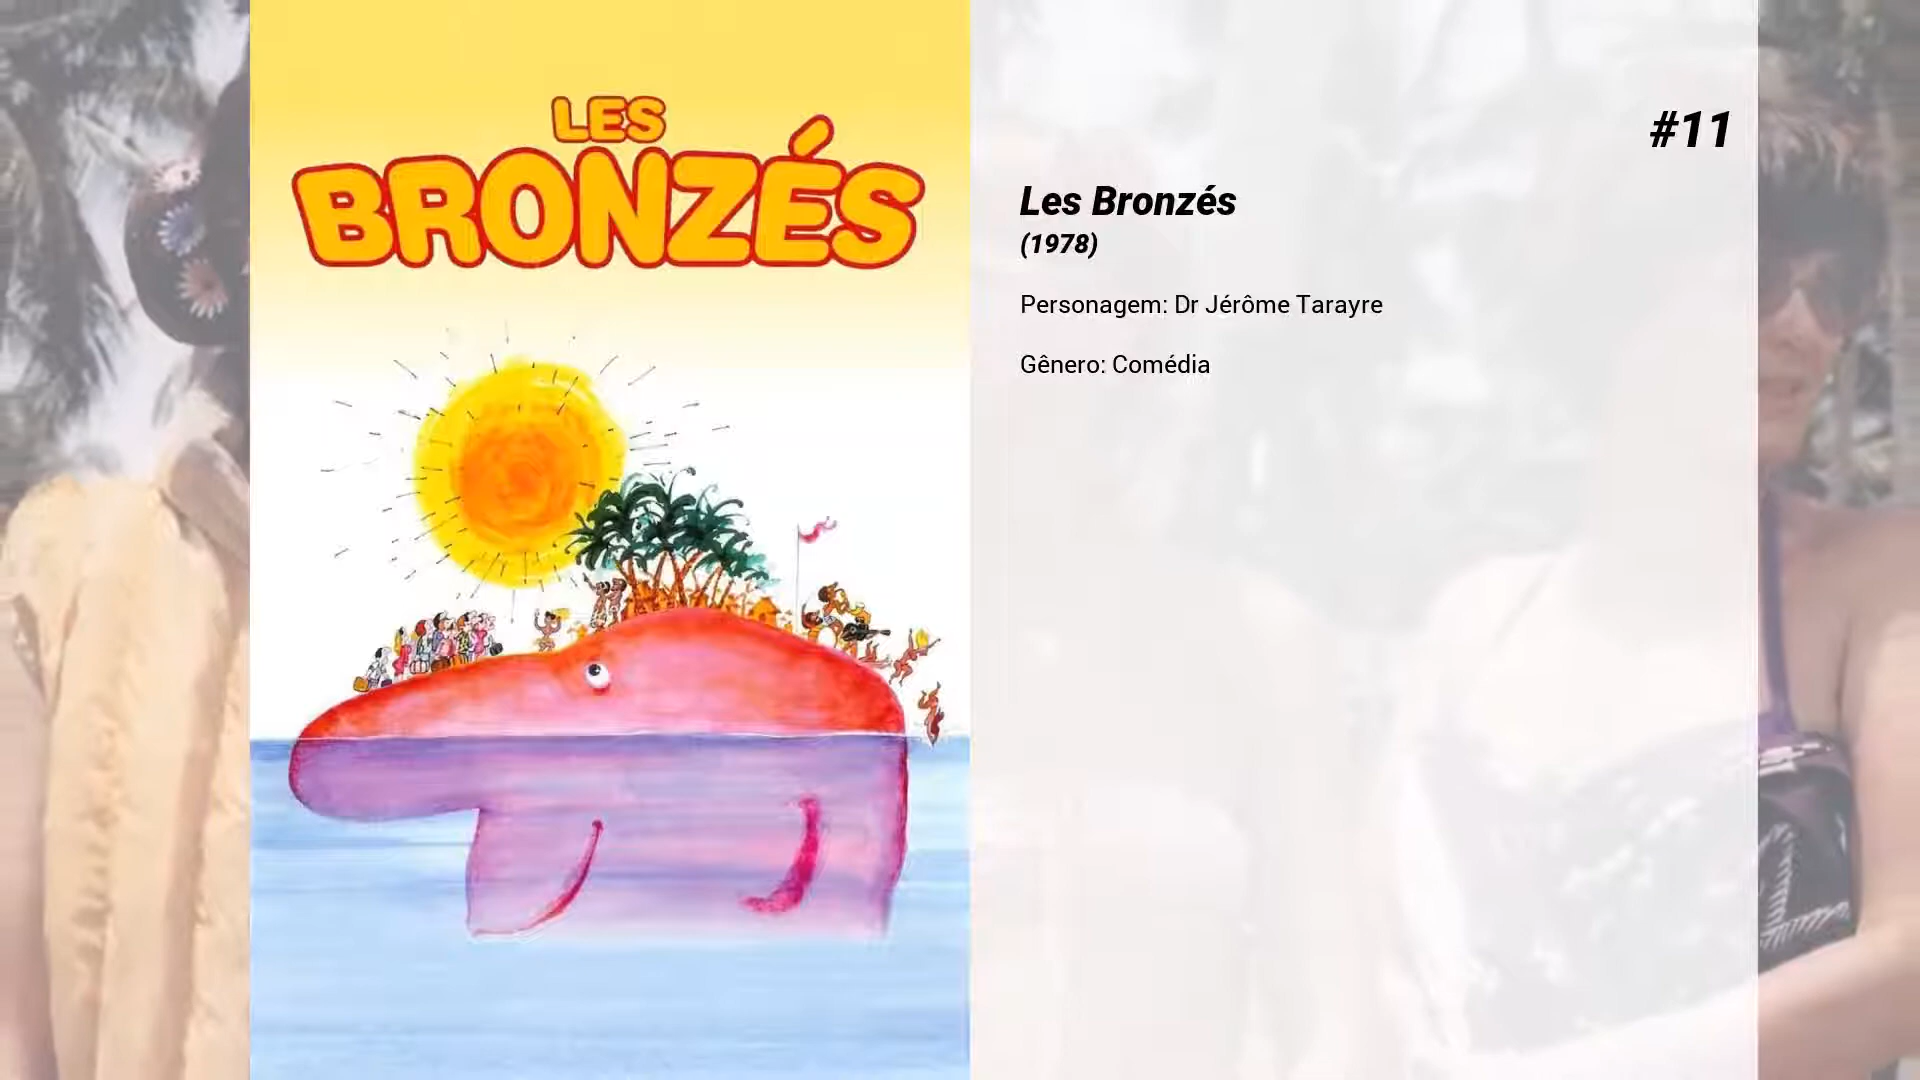 LES
BRONZÉS
#11
Les Bronzés
(1978)
Personagem: Dr Jérôme Tarayre
Gênero: Comédia